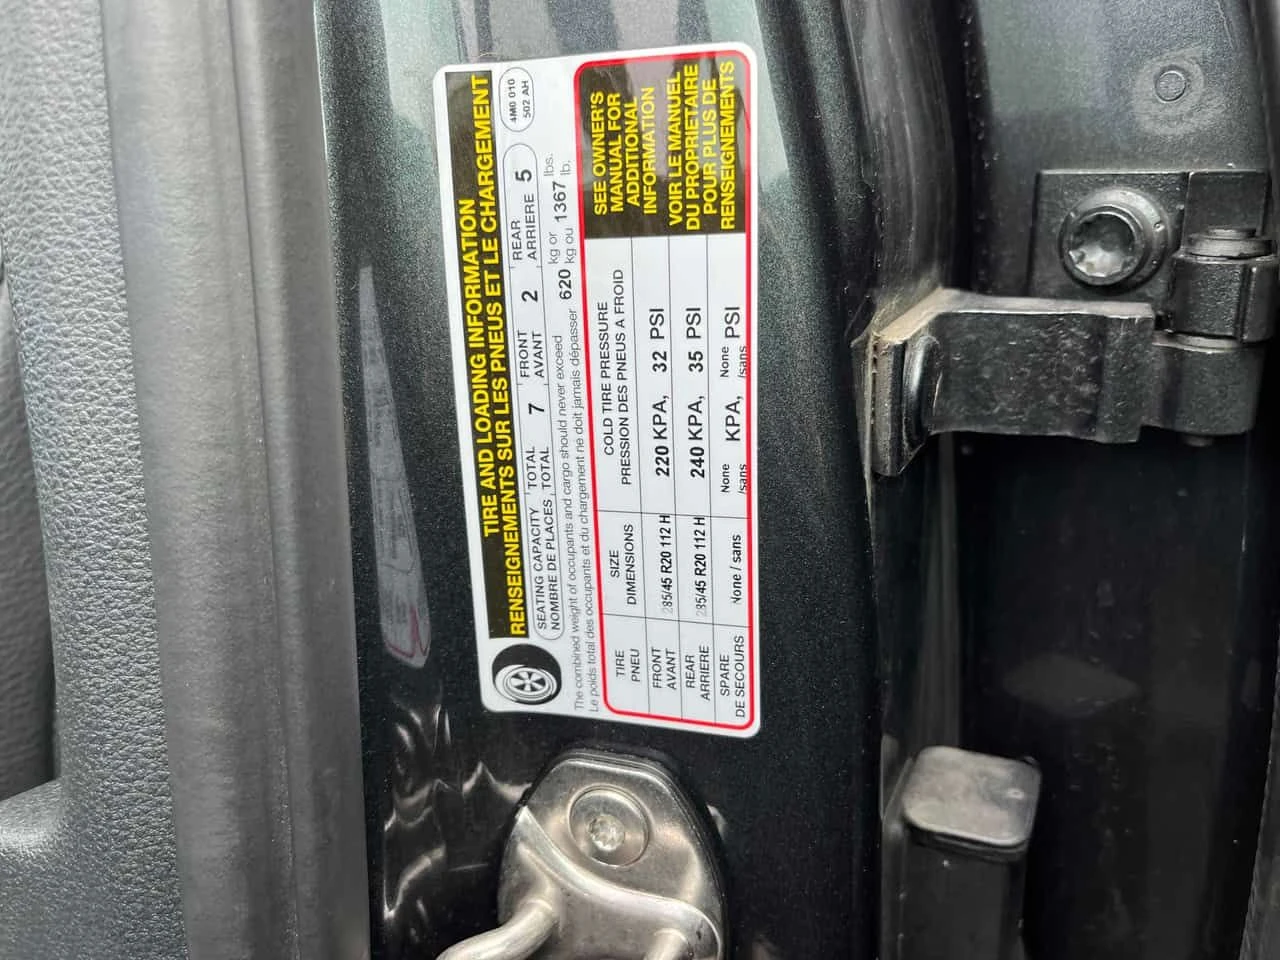 TIRE AND LOADING INFORMATION
RENSEIGNEMENTS SUR LES PNEUS ET LE CHARGEMENT
SEATING CAPACITY TOTAL 7 FRONT 2 REAR 5
NOMBRE DE PLACES TOTAL AVANT ARRIERE
4M0 010
502 AH
The combined weight of occupants and cargo should never exceed 620 kg or 1367 lbs.
Le poids total des occupants et du chargement ne doit jamais dépasser kg ou lb.
TIRE SIZE COLD TIRE PRESSURE
PNEU DIMENSIONS PRESSION DES PNEUS A FROID
FRONT
AVANT
285/45 R20 112 H 220 KPA, 32 PSI
REAR
ARRIERE
285/45 R20 112 H 240 KPA, 35 PSI
SPARE
DE SECOURS
None / sans None /sans KPA, None /sans PSI
SEE OWNER'S
MANUAL FOR
ADDITIONAL
INFORMATION
VOIR LE MANUEL
DU PROPRIETAIRE
POUR PLUS DE
RENSEIGNEMENTS